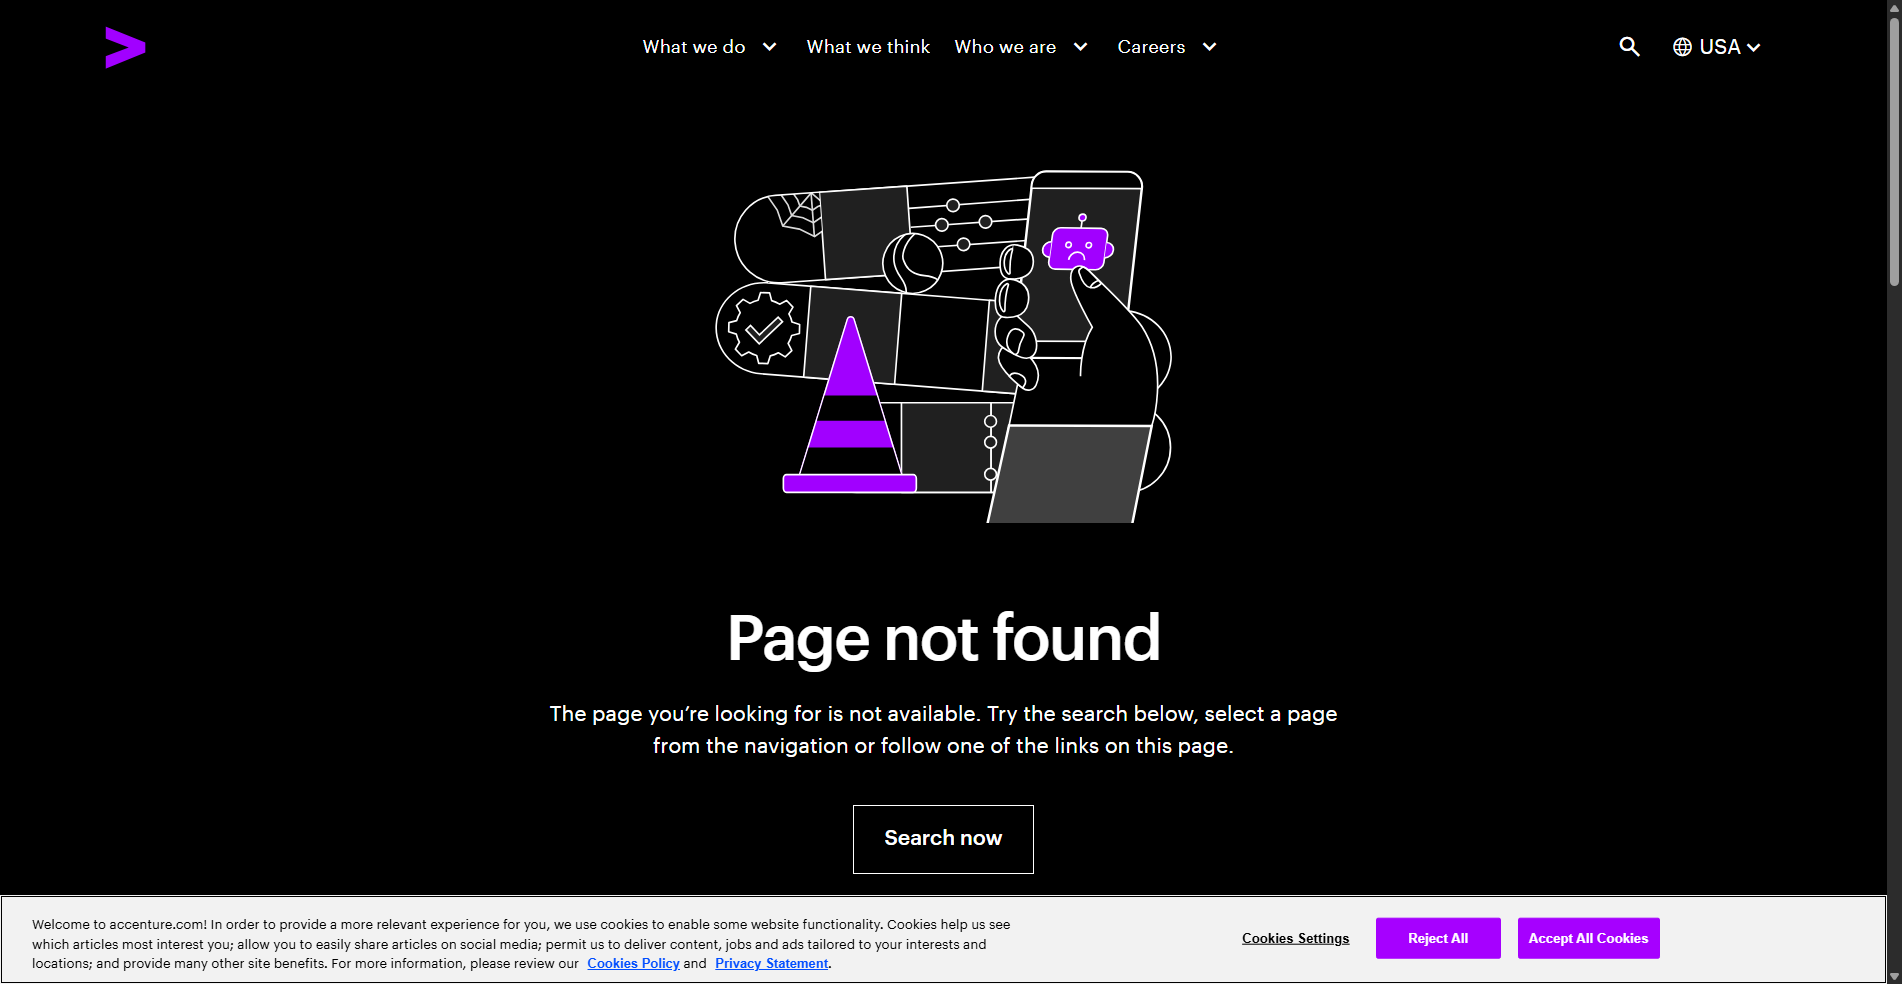 What we do
What we think
Who we are
Careers
USA
Page not found
The page you’re looking for is not available. Try the search below, select a page
from the navigation or follow one of the links on this page.
Search now
Welcome to accenture.com! In order to provide a more relevant experience for you, we use cookies to enable some website functionality. Cookies help us see
which articles most interest you; allow you to easily share articles on social media; permit us to deliver content, jobs and ads tailored to your interests and
locations; and provide many other site benefits. For more information, please review our Cookies Policy and Privacy Statement.
Cookies Settings
Reject All
Accept All Cookies